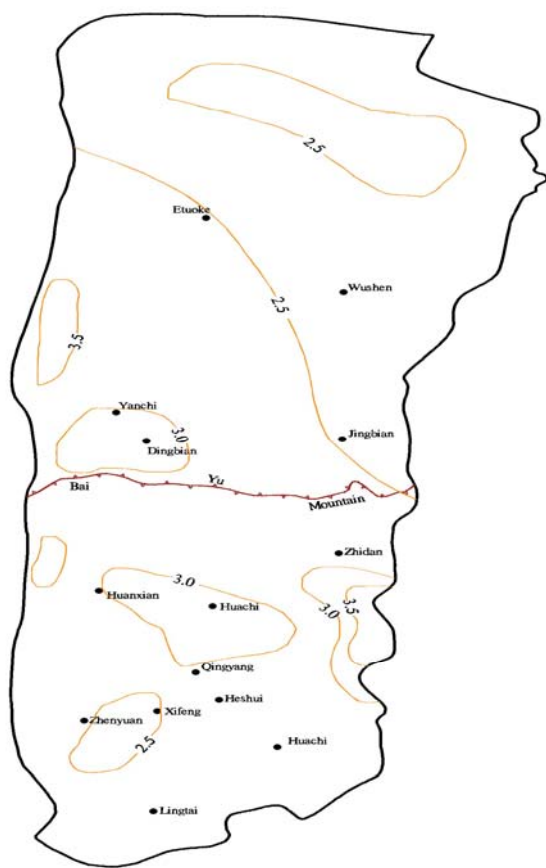 2.5
Etuoke
Wushen
2.5
3.5
Yanchi
3.0
Dingbian
Jingbian
Bai Yu Mountain
Zhidan
3.0
Huanxian
Huachi
3.0
3.5
Qingyang
Heshui
Xifeng
Zhenyuan
2.5
Huachi
Lingtai